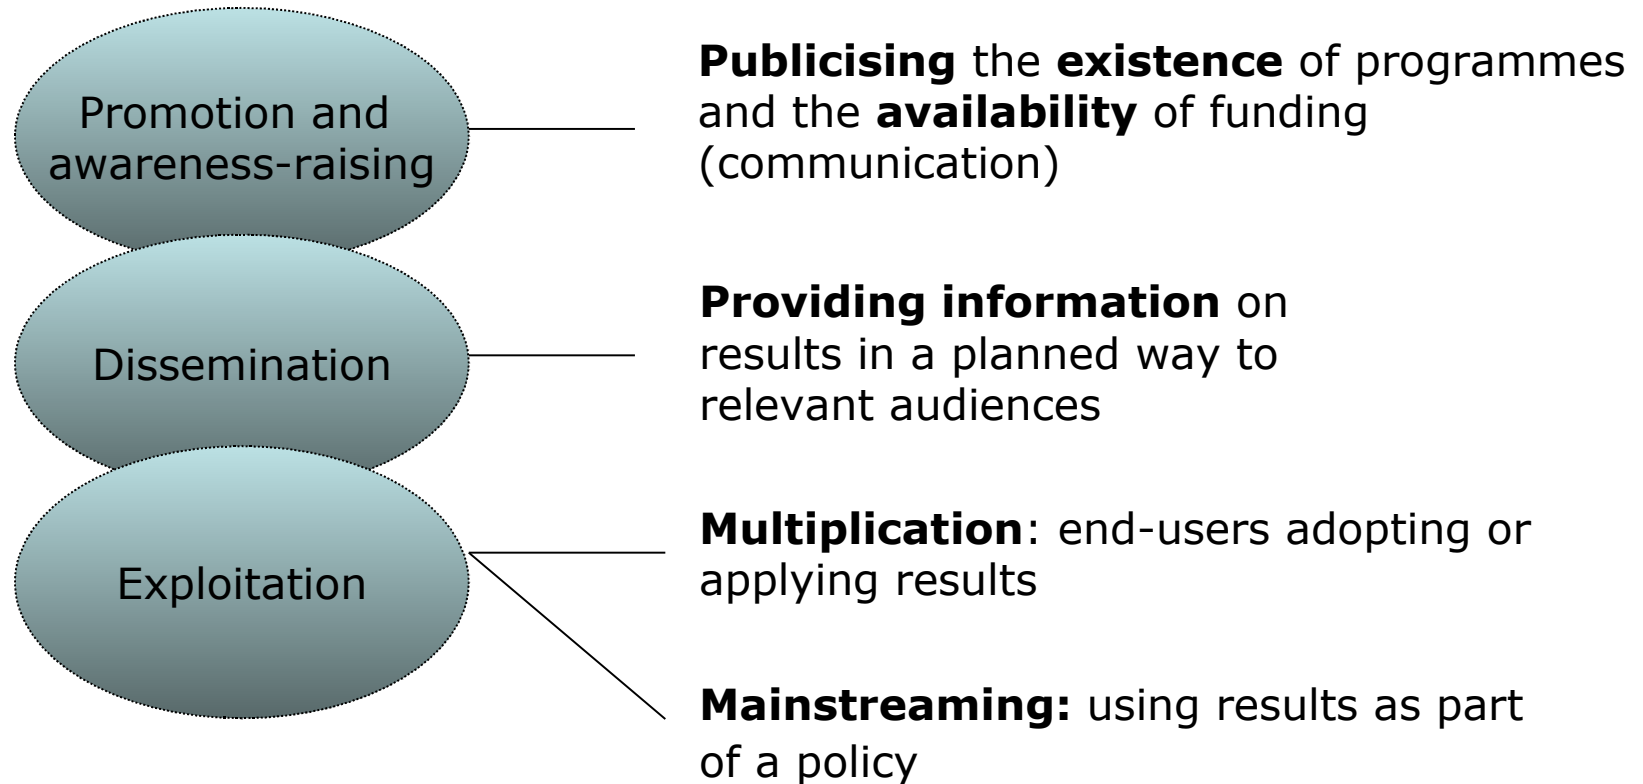 Promotion and
awareness-raising
Publicising the existence of programmes
and the availability of funding
(communication)
Dissemination
Providing information on
results in a planned way to
relevant audiences
Exploitation
Multiplication: end-users adopting or
applying results
Mainstreaming: using results as part
of a policy